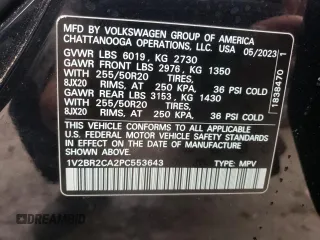 MFD. BY VOLKSWAGEN GROUP OF AMERICA
CHATTANOOGA OPERATIONS, LLC. USA 05/2023
GVWR LBS 6019, KG 2730
GAWR FRONT LBS 2976, KG 1350
WITH 255/50R20 TIRES,
8JX20 RIMS, AT 250 KPA, 36 PSI COLD
GAWR REAR LBS 3153, KG 1430
WITH 255/50R20 TIRES,
8JX20 RIMS, AT 250 KPA. 36 PSI COLD
THIS VEHICLE CONFORMS TO ALL APPLICABLE
U.S. FEDERAL MOTOR VEHICLE SAFETY STANDARDS IN
EFFECT ON THE DATE OF MANUFACTURE SHOWN ABOVE.
1V2BR2CA2PC553643 TYPE: MPV
1838470 1
AMERIDRIVE